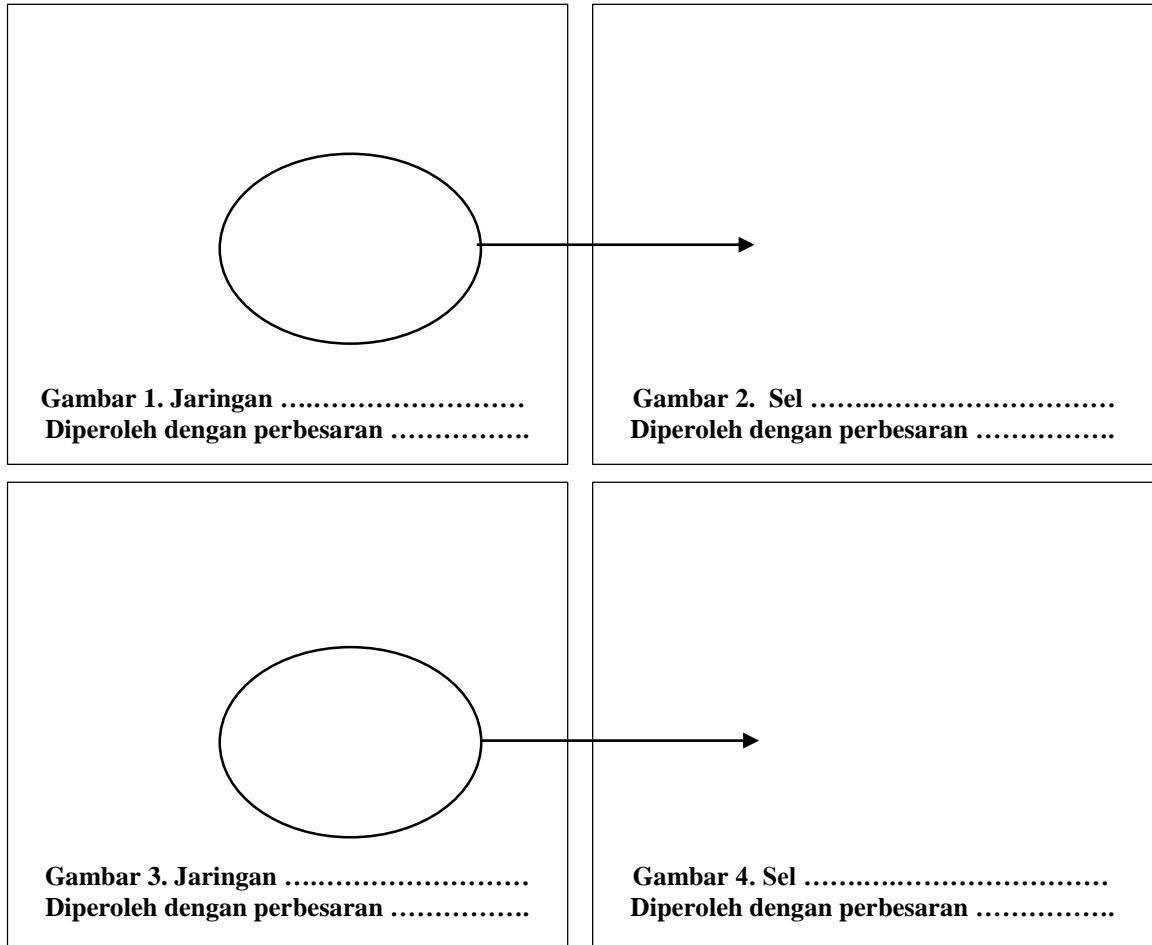 Gambar 1. Jaringan ….……………………
Diperoleh dengan perbesaran …………….
Gambar 2.  Sel ……..………………………
Diperoleh dengan perbesaran …………….
Gambar 3. Jaringan ….……………………
Diperoleh dengan perbesaran …………….
Gambar 4. Sel …….….……………………
Diperoleh dengan perbesaran …………….